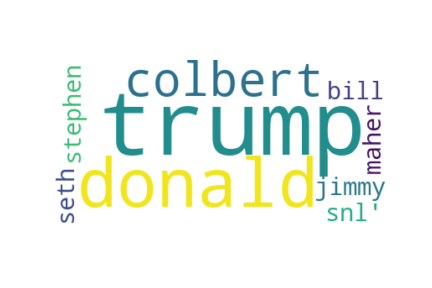 colbert
bill
trump
stephen
maher
donald
seth
jimmy
snl'